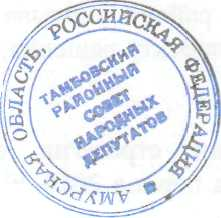 АМУРСКАЯ ОБЛАСТЬ, РОССИЙСКАЯ ФЕДЕРАЦИЯ
ТАМБОВСКИЙ
РАЙОННЫЙ
СОВЕТ
НАРОДНЫХ
ДЕПУТАТОВ